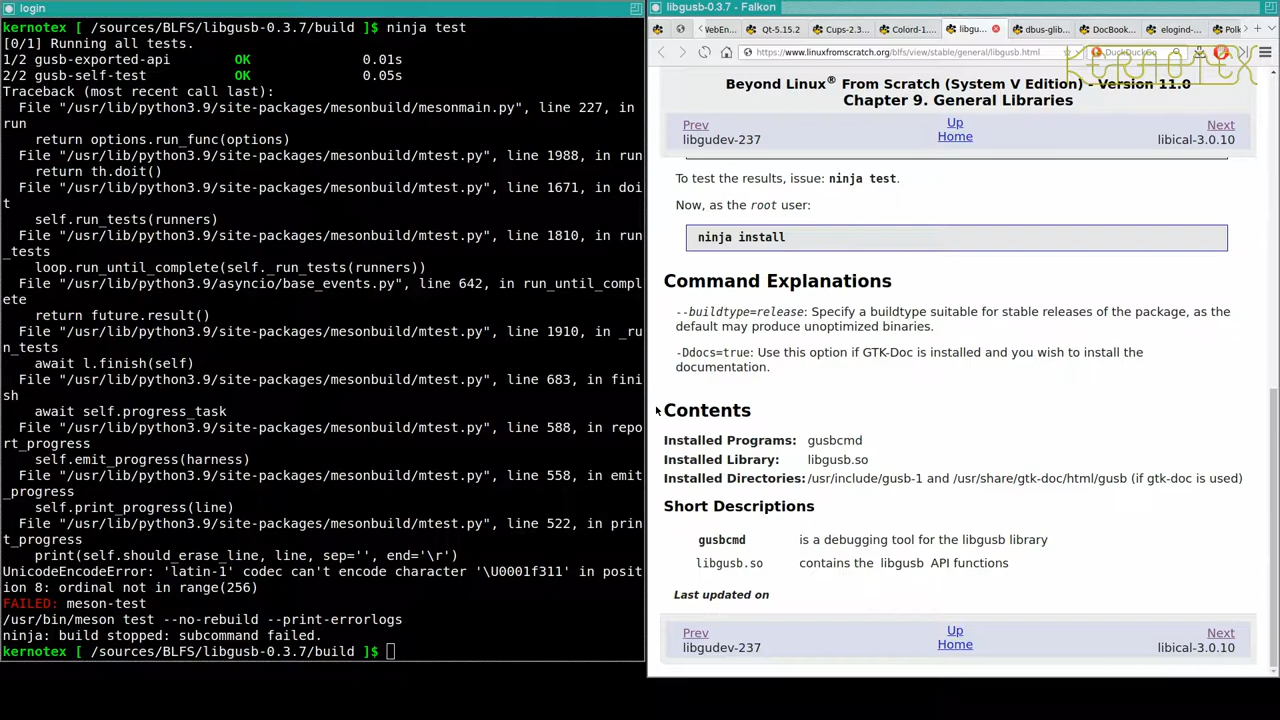 login
kernotex [ /sources/BLFS/libgusb-0.3.7/build ]$ ninja test
[0/1] Running all tests.
1/2 gusb-exported-api        OK              0.01s
2/2 gusb-self-test           OK              0.05s
Traceback (most recent call last):
  File "/usr/lib/python3.9/site-packages/mesonbuild/mesonmain.py", line 227, in
run
    return options.run_func(options)
  File "/usr/lib/python3.9/site-packages/mesonbuild/mtest.py", line 1988, in run
    return th.doit()
  File "/usr/lib/python3.9/site-packages/mesonbuild/mtest.py", line 1671, in doi
t
    self.run_tests(runners)
  File "/usr/lib/python3.9/site-packages/mesonbuild/mtest.py", line 1810, in run
_tests
    loop.run_until_complete(self._run_tests(runners))
  File "/usr/lib/python3.9/asyncio/base_events.py", line 642, in run_until_compl
ete
    return future.result()
  File "/usr/lib/python3.9/site-packages/mesonbuild/mtest.py", line 1910, in _ru
n_tests
    await l.finish(self)
  File "/usr/lib/python3.9/site-packages/mesonbuild/mtest.py", line 683, in fini
sh
    await self.progress_task
  File "/usr/lib/python3.9/site-packages/mesonbuild/mtest.py", line 588, in repo
rt_progress
    self.emit_progress(harness)
  File "/usr/lib/python3.9/site-packages/mesonbuild/mtest.py", line 558, in emit
_progress
    self.print_progress(line)
  File "/usr/lib/python3.9/site-packages/mesonbuild/mtest.py", line 522, in prin
t_progress
    print(self.should_erase_line, line, sep='', end='\r')
UnicodeEncodeError: 'latin-1' codec can't encode character '\U0001f311' in posit
ion 8: ordinal not in range(256)
FAILED: meson-test
/usr/bin/meson test --no-rebuild --print-errorlogs
ninja: build stopped: subcommand failed.
kernotex [ /sources/BLFS/libgusb-0.3.7/build ]$
libgusb-0.3.7 - Falkon
WebEn... Qt-5.15.2 Cups-2.3... Colord-1... libgu... dbus-glib DocBook... elogind-... Polk
https://www.linuxfromscratch.org/blfs/view/stable/general/libgusb.html DuckDuckGo
KERNOTEX
Beyond Linux® From Scratch (System V Edition) - Version 11.0
Chapter 9. General Libraries
Prev Up Next
libgudev-237 Home libical-3.0.10
To test the results, issue: ninja test.
Now, as the root user:
ninja install
Command Explanations
--buildtype=release: Specify a buildtype suitable for stable releases of the package, as the
default may produce unoptimized binaries.
-Ddocs=true: Use this option if GTK-Doc is installed and you wish to install the
documentation.
Contents
Installed Programs: gusbcmd
Installed Library: libgusb.so
Installed Directories: /usr/include/gusb-1 and /usr/share/gtk-doc/html/gusb (if gtk-doc is used)
Short Descriptions
gusbcmd is a debugging tool for the libgusb library
libgusb.so contains the libgusb API functions
Last updated on
Prev Up Next
libgudev-237 Home libical-3.0.10